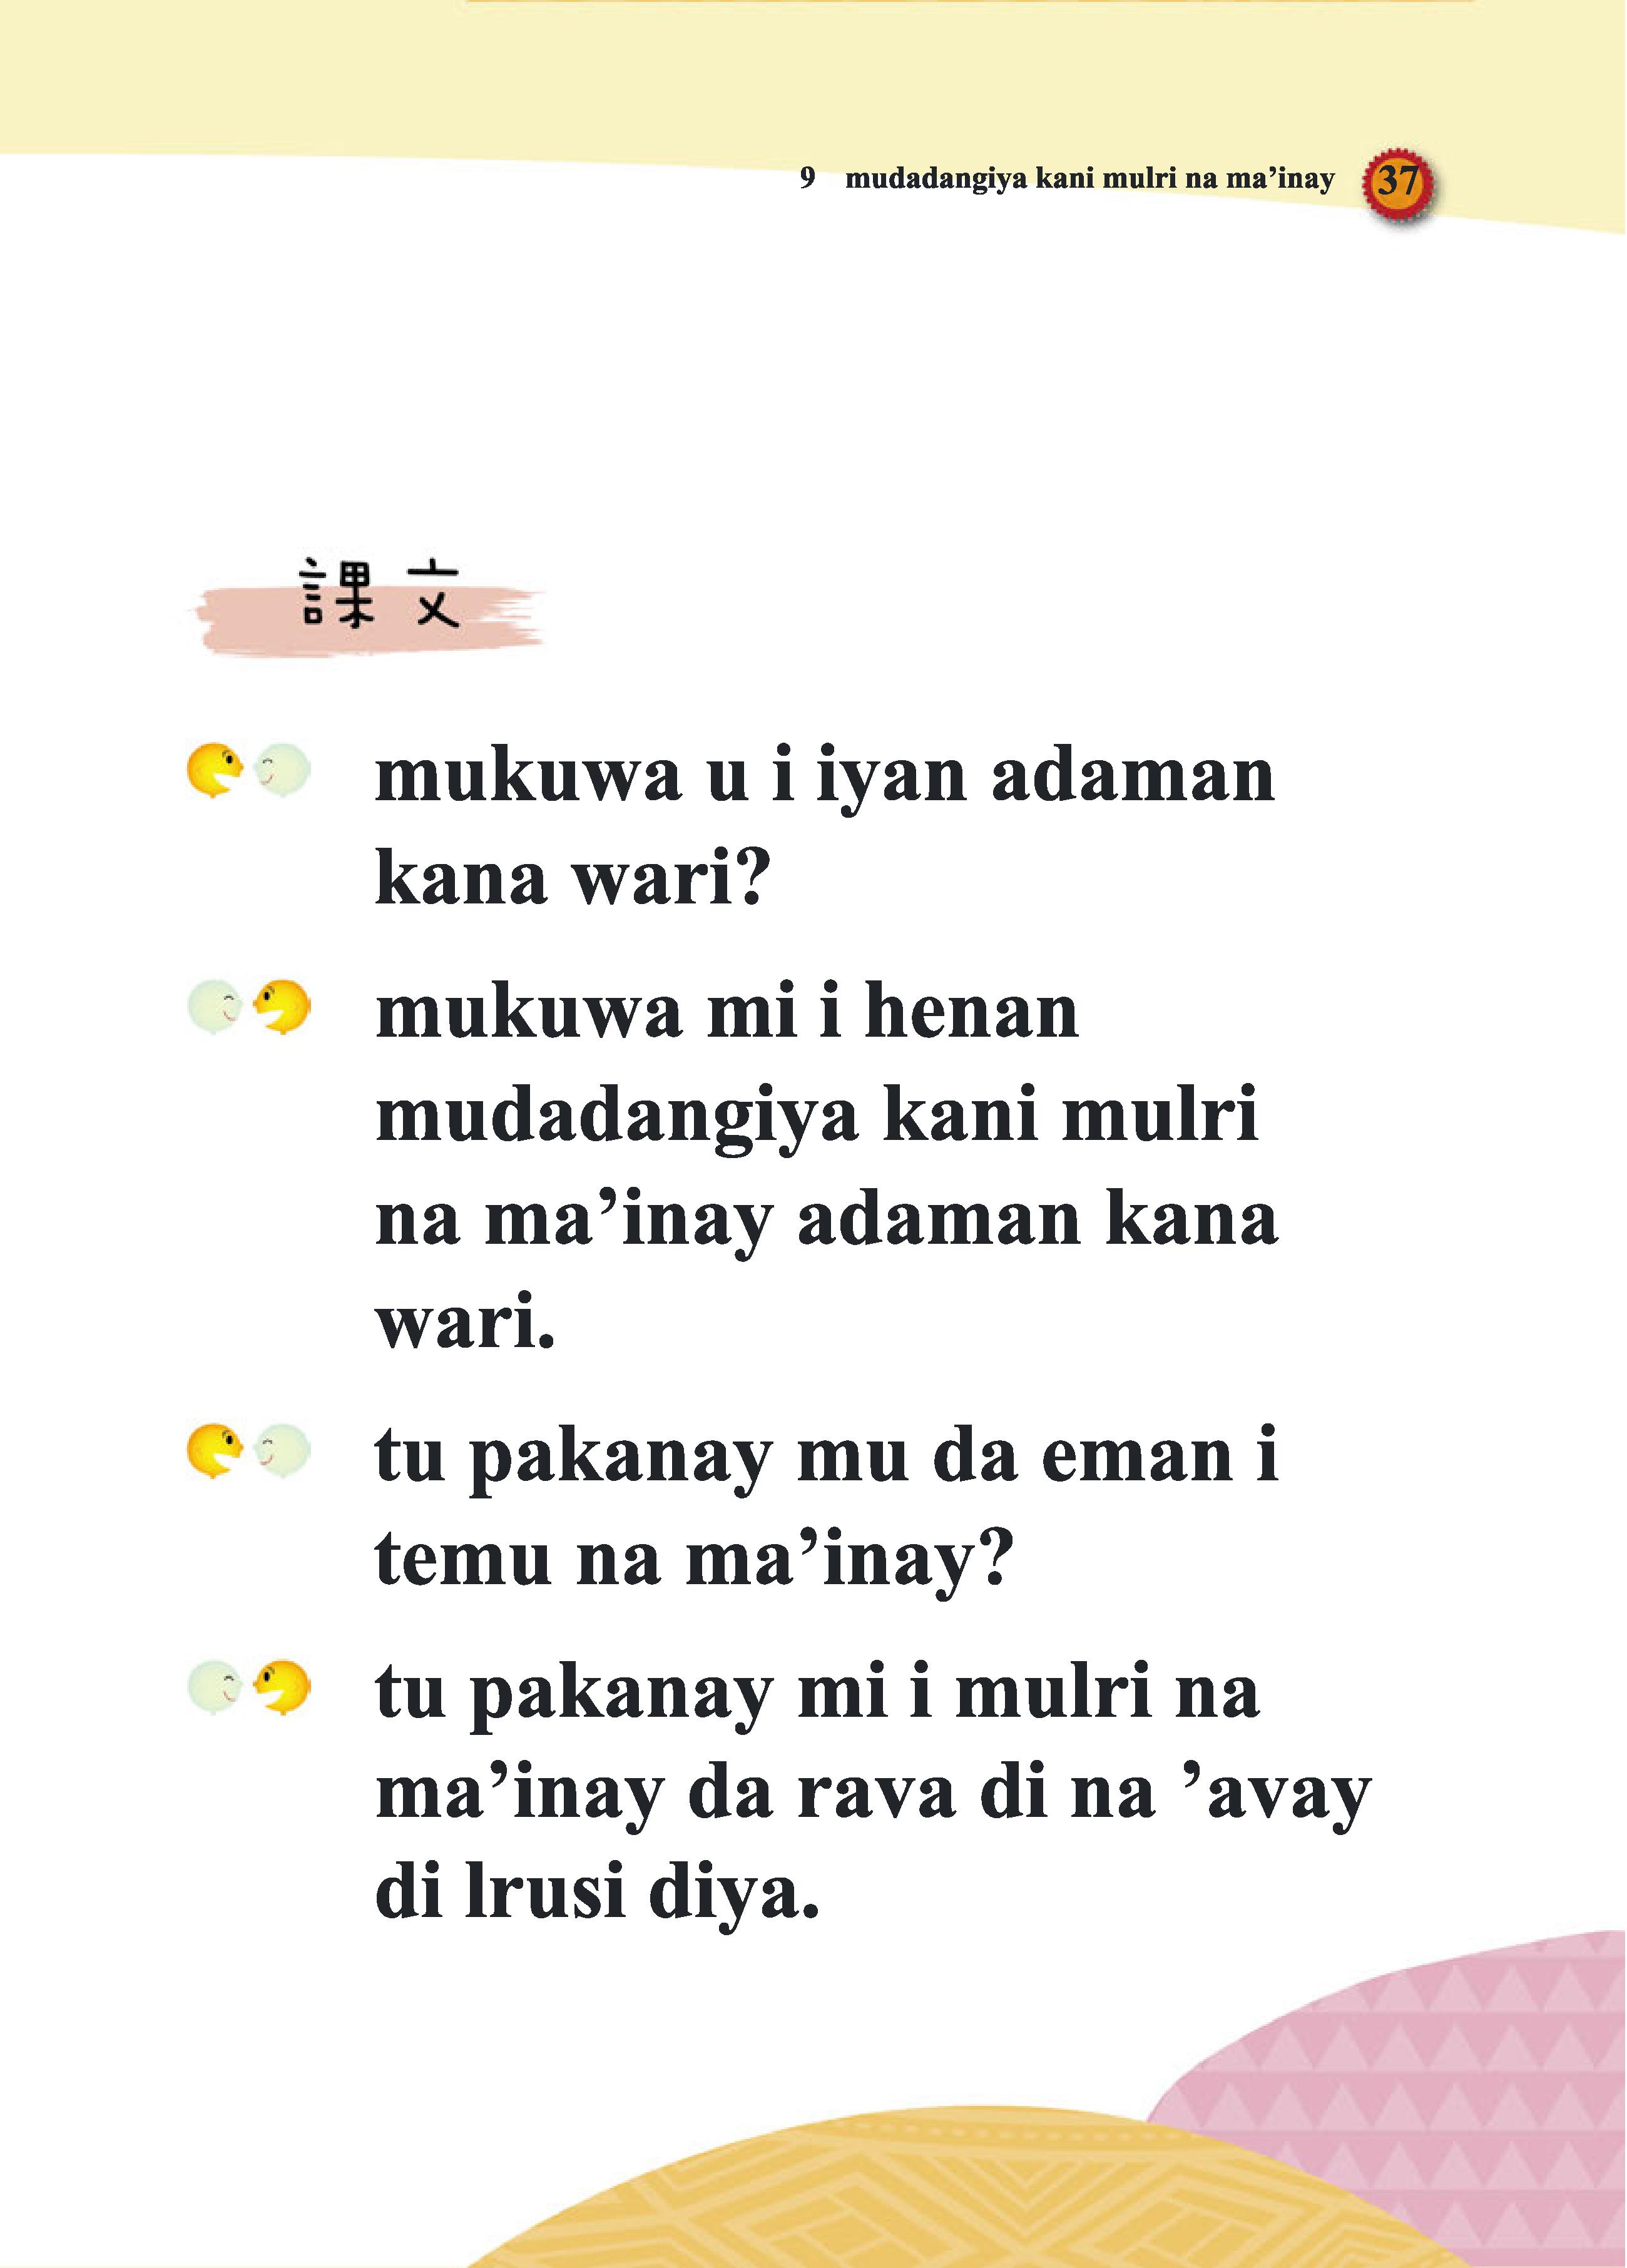 9 mudadangiya kani mulri na ma’inay 37
課文
mukuwa u i iyan adaman
kana wari?
mukuwa mi i henan
mudadangiya kani mulri
na ma’inay adaman kana
wari.
tu pakanay mu da eman i
temu na ma’inay?
tu pakanay mi i mulri na
ma’inay da rava di na ’avay
di lrusi diya.